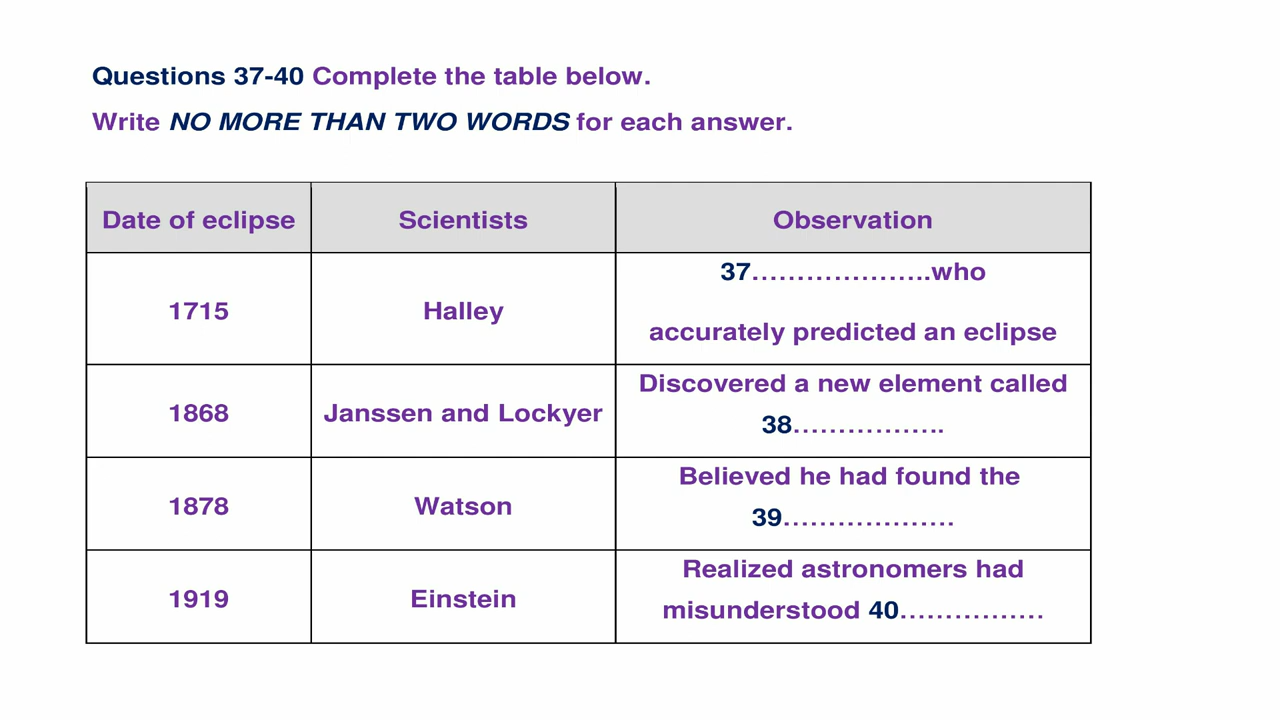 Questions 37-40 Complete the table below.
Write NO MORE THAN TWO WORDS for each answer.
Date of eclipse Scientists Observation
37………………..who
1715 Halley
accurately predicted an eclipse
Discovered a new element called
1868 Janssen and Lockyer
38……………..
Believed he had found the
1878 Watson
39……………….
Realized astronomers had
1919 Einstein
misunderstood 40……………